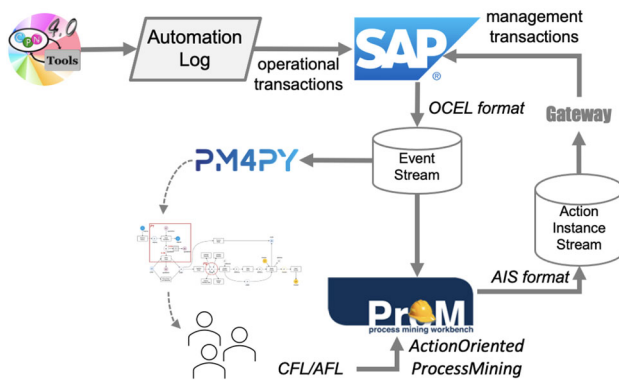 4.0
CPN
Tools
Automation
Log
operational
transactions
SAP
®
management
transactions
OCEL format
Gateway
PM4PY
Event
Stream
Action
Instance
Stream
AIS format
ProM
process mining workbench
CFL/AFL
ActionOriented
ProcessMining